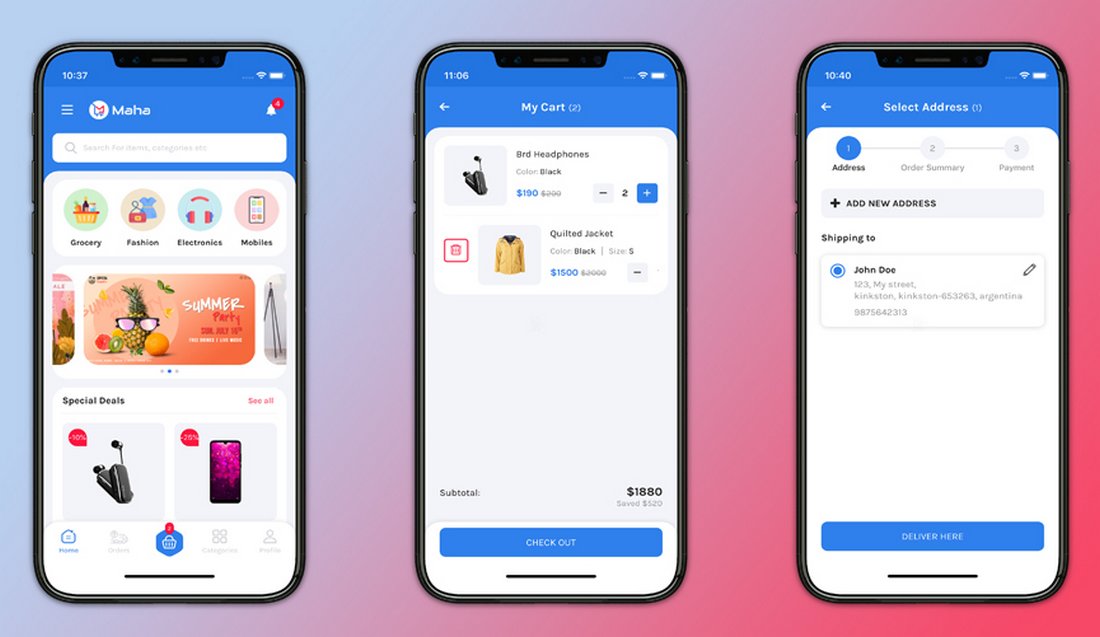 10:37
Maha
4
Search For items, categories etc
Grocery
Fashion
Electronics
Mobiles
ALE
SUMMER
Party
SUN. JULY 16th
FREE DRINKS | LIVE MUSIC
Special Deals
See all
-10%
-25%
2
Home
Orders
Categories
Profile
11:06
My Cart (2)
Brd Headphones
Color: Black
$190 $200
2
Quilted Jacket
Color: Black | Size: S
$1500 $2000
Subtotal:
$1880
Saved $520
CHECK OUT
10:40
Select Address (1)
1
2
3
Address
Order Summary
Payment
ADD NEW ADDRESS
Shipping to
John Doe
123, My street,
kinkston, kinkston-653263, argentina
9875642313
DELIVER HERE